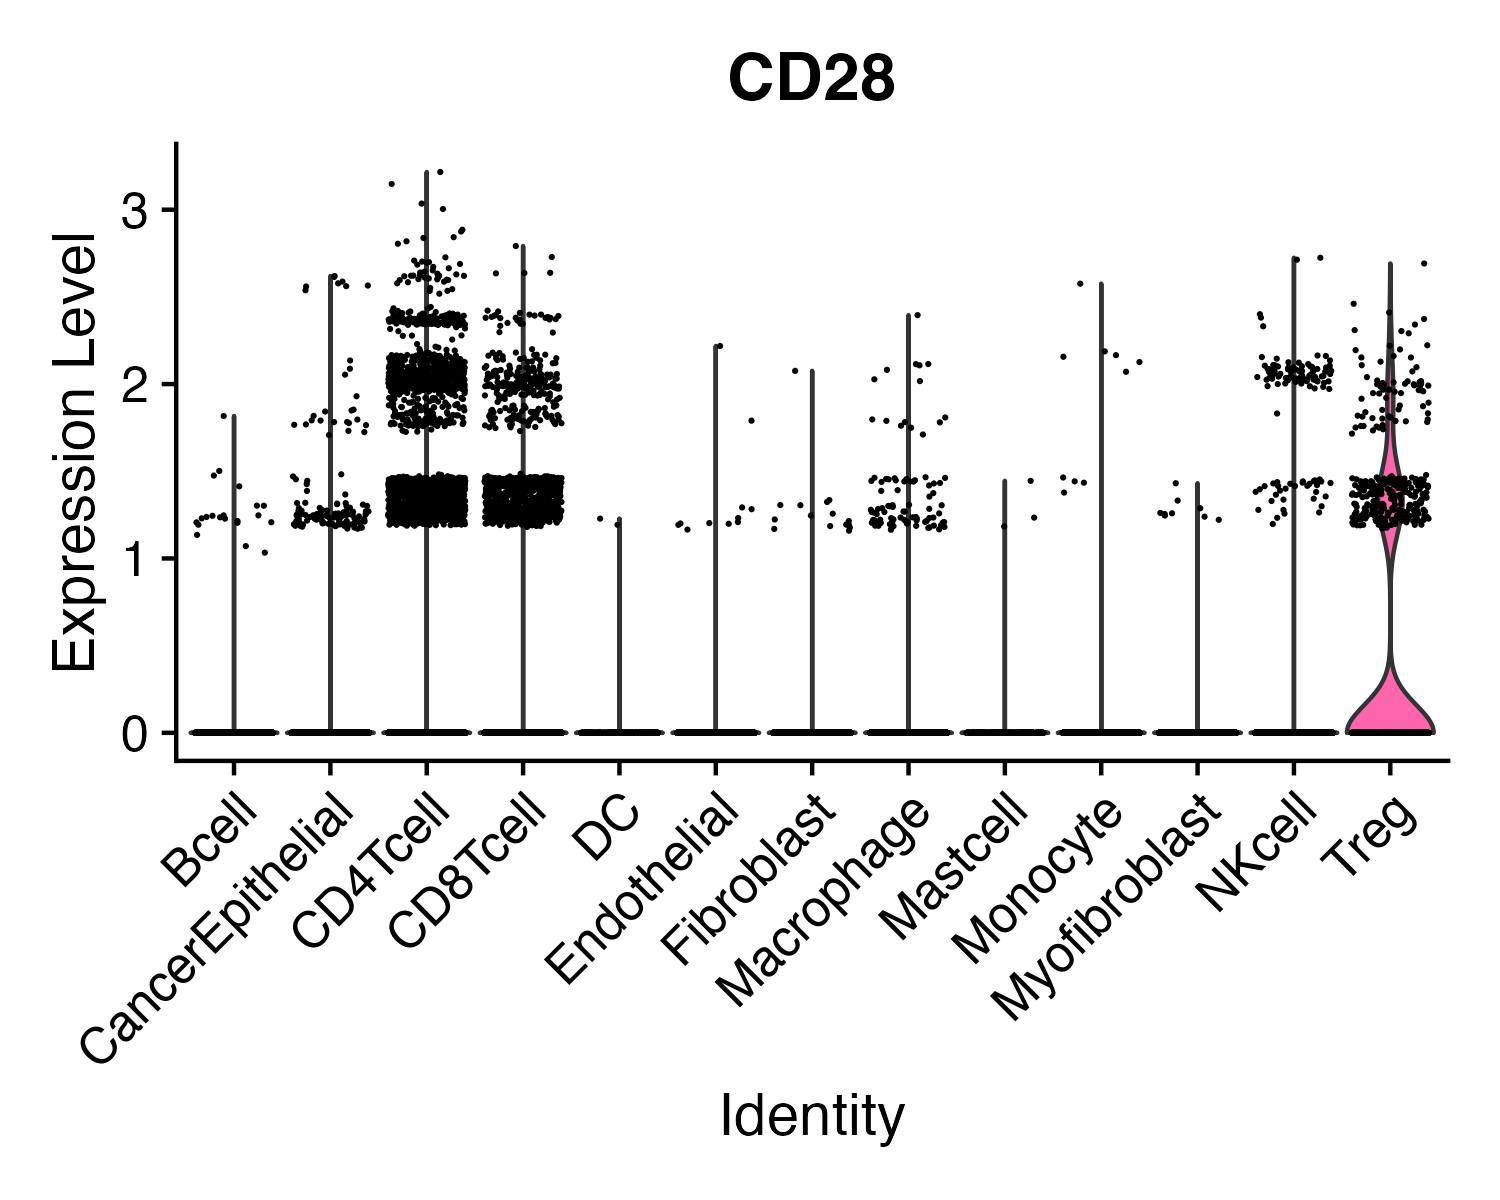 CD28
Expression Level
3
2
1
0
Bcell
CancerEpithelial
CD4Tcell
CD8Tcell
DC
Endothelial
Fibroblast
Macrophage
Mastcell
Monocyte
Myofibroblast
NKcell
Treg
Identity